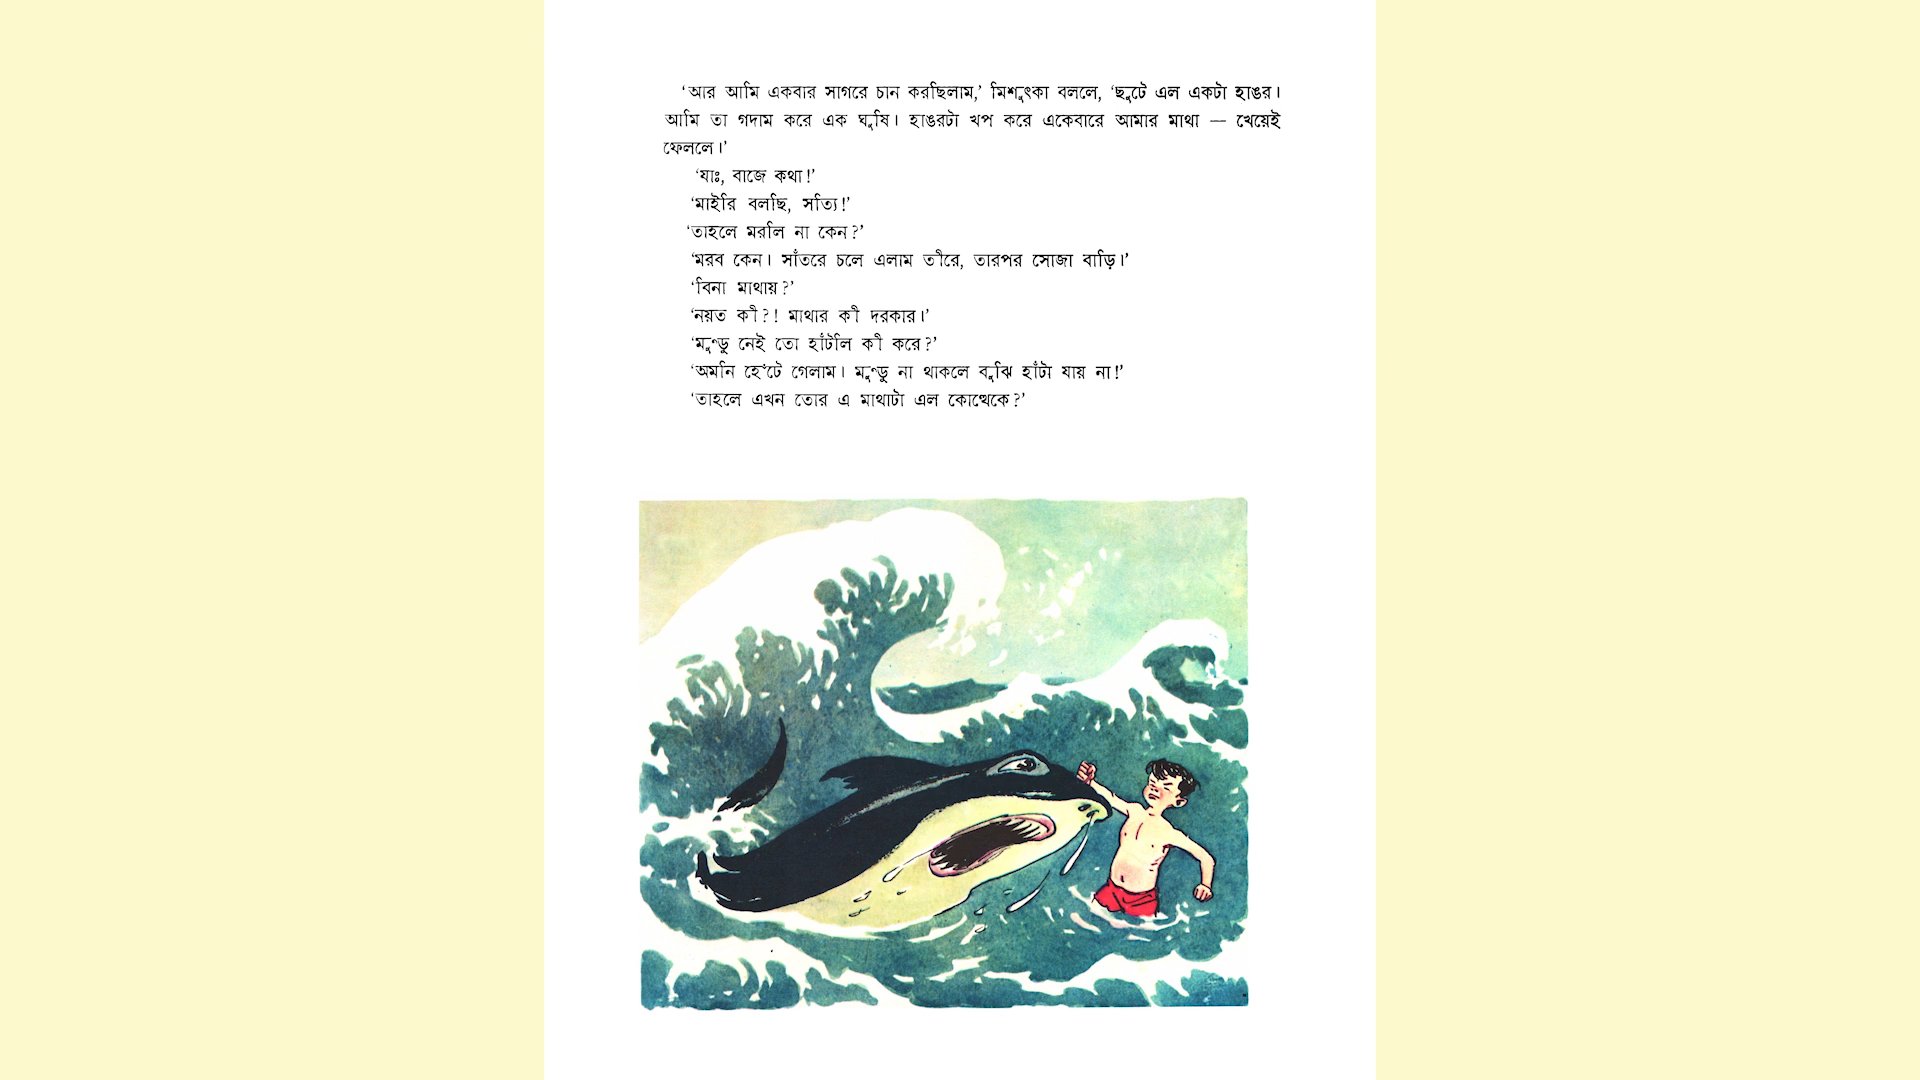 ‘আর আমি একবার সাগরে চান করছিলাম,’ মিশুৎকা বললে, ‘ছুটে এল একটা হাঙর।
আমি তা গদাম করে এক ঘুষি। হাঙরটা খপ করে একেবারে আমার মাথা — খেয়েই
ফেললে।’
‘যাঃ, বাজে কথা!’
‘মাইরি বলছি, সত্যি!’
‘তাহলে মরলি না কেন?’
‘মরব কেন। সাঁতরে চলে এলাম তীরে, তারপর সোজা বাড়ি।’
‘বিনা মাথায়?’
‘নয়ত কী?! মাথার কী দরকার।’
‘মুণ্ডু নেই তো হাঁটলি কী করে?’
‘অমনি হেঁটে গেলাম। মুণ্ডু না থাকলে বুঝি হাঁটা যায় না!’
‘তাহলে এখন তোর এ মাথাটা এল কোত্থেকে?’